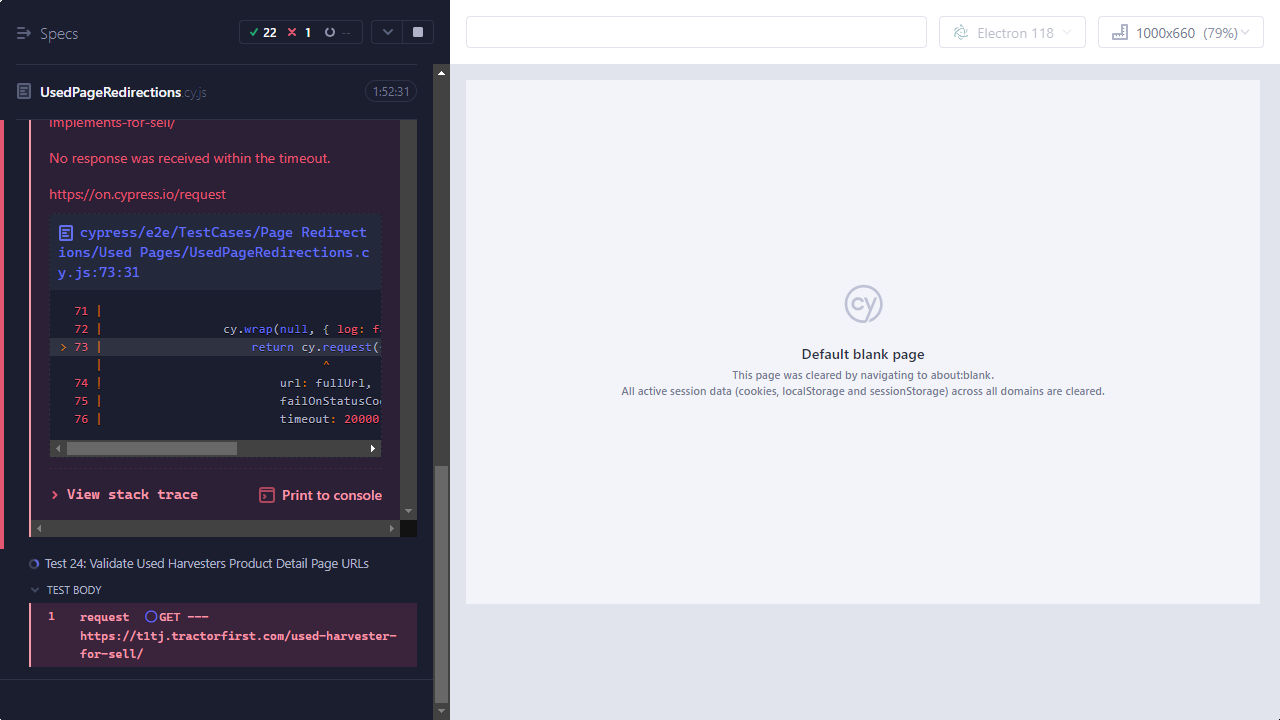 Specs
22 1 --
Electron 118
1000x660 (79%)
UsedPageRedirections.cy.js
1:52:31
implements-for-sell/
No response was received within the timeout.
https://on.cypress.io/request
cypress/e2e/TestCases/Page Redirect
ions/Used Pages/UsedPageRedirections.c
y.js:73:31
71 |
72 | cy.wrap(null, { log: fa
> 73 | return cy.request(
| ^
74 | url: fullUrl,
75 | failOnStatusCo
76 | timeout: 20000
View stack trace
Print to console
Test 24: Validate Used Harvesters Product Detail Page URLs
TEST BODY
1 request GET ---
https://t1tj.tractorfirst.com/used-harvester-
for-sell/
cy
Default blank page
This page was cleared by navigating to about:blank.
All active session data (cookies, localStorage and sessionStorage) across all domains are cleared.